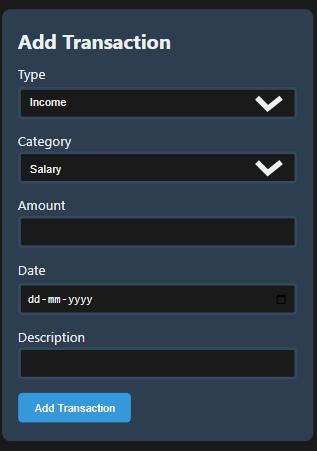 Add Transaction
Type
Income
Category
Salary
Amount
Date
dd-mm-yyyy
Description
Add Transaction